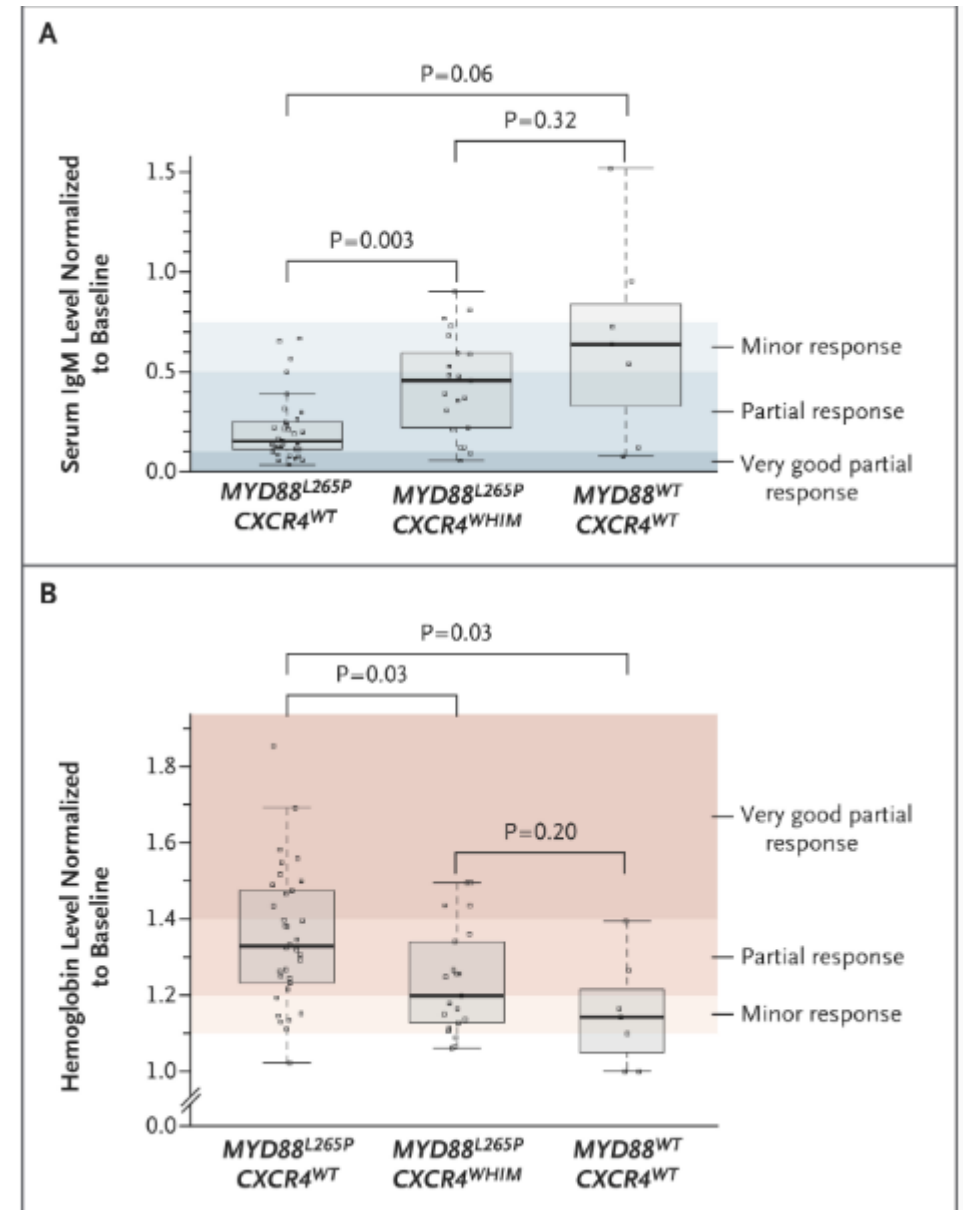 A
P=0.06
P=0.32
P=0.003
Serum IgM Level Normalized
to Baseline
1.5
1.0
0.5
0.0
Minor response
Partial response
Very good partial
response
MYD88L265P
CXCR4WT
MYD88L265P
CXCR4WHIM
MYD88WT
CXCR4WT
B
P=0.03
P=0.03
P=0.20
Hemoglobin Level Normalized
to Baseline
1.8
1.6
1.4
1.2
1.0
0.0
Very good partial
response
Partial response
Minor response
MYD88L265P
CXCR4WT
MYD88L265P
CXCR4WHIM
MYD88WT
CXCR4WT